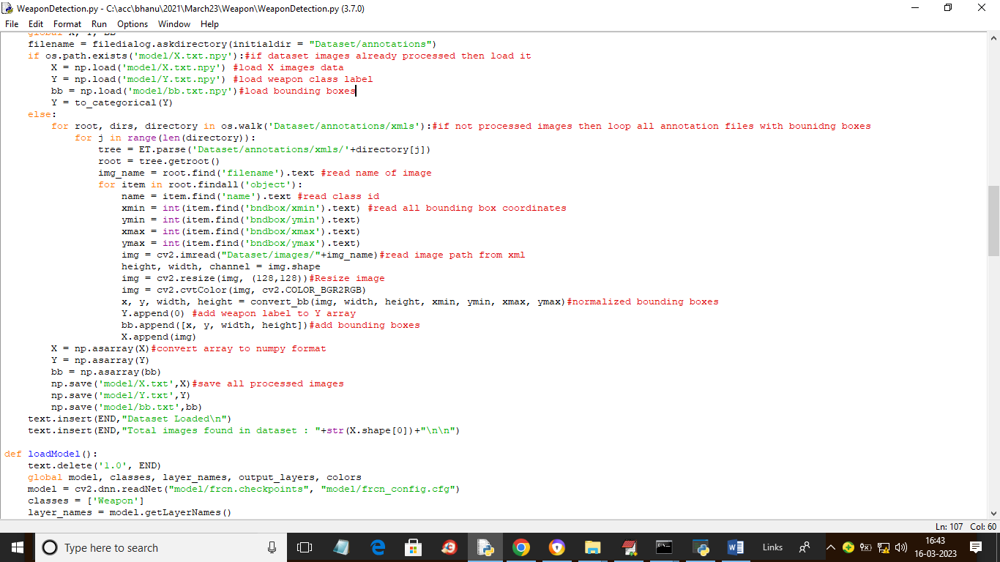 WeaponDetection.py - C:\acc\bhanu\2021\March23\Weapon\WeaponDetection.py (3.7.0)
File Edit Format Run Options Window Help
global X, Y, bb
filename = filedialog.askdirectory(initialdir = "Dataset/annotations")
if os.path.exists('model/X.txt.npy'):#if dataset images already processed then load it
X = np.load('model/X.txt.npy') #load X images data
Y = np.load('model/Y.txt.npy') #load weapon class label
bb = np.load('model/bb.txt.npy')#load bounding boxes
Y = to_categorical(Y)
else:
for root, dirs, directory in os.walk('Dataset/annotations/xmls'):#if not processed images then loop all annotation files with bounidng boxes
for j in range(len(directory)):
tree = ET.parse('Dataset/annotations/xmls/'+directory[j])
root = tree.getroot()
img_name = root.find('filename').text #read name of image
for item in root.findall('object'):
name = item.find('name').text #read class id
xmin = int(item.find('bndbox/xmin').text) #read all bounding box coordinates
ymin = int(item.find('bndbox/ymin').text)
xmax = int(item.find('bndbox/xmax').text)
ymax = int(item.find('bndbox/ymax').text)
img = cv2.imread("Dataset/images/"+img_name)#read image path from xml
height, width, channel = img.shape
img = cv2.resize(img, (128,128))#Resize image
img = cv2.cvtColor(img, cv2.COLOR_BGR2RGB)
x, y, width, height = convert_bb(img, width, height, xmin, ymin, xmax, ymax)#normalized bounding boxes
Y.append(0) #add weapon label to Y array
bb.append([x, y, width, height])#add bounding boxes
X.append(img)
X = np.asarray(X)#convert array to numpy format
Y = np.asarray(Y)
bb = np.asarray(bb)
np.save('model/X.txt',X)#save all processed images
np.save('model/Y.txt',Y)
np.save('model/bb.txt',bb)
text.insert(END,"Dataset Loaded\n")
text.insert(END,"Total images found in dataset : "+str(X.shape[0])+"\n\n")
def loadModel():
text.delete('1.0', END)
global model, classes, layer_names, output_layers, colors
model = cv2.dnn.readNet("model/frcn.checkpoints", "model/frcn_config.cfg")
classes = ['Weapon']
layer_names = model.getLayerNames()
Ln: 107 Col: 60
Type here to search
Links
16:43
16-03-2023